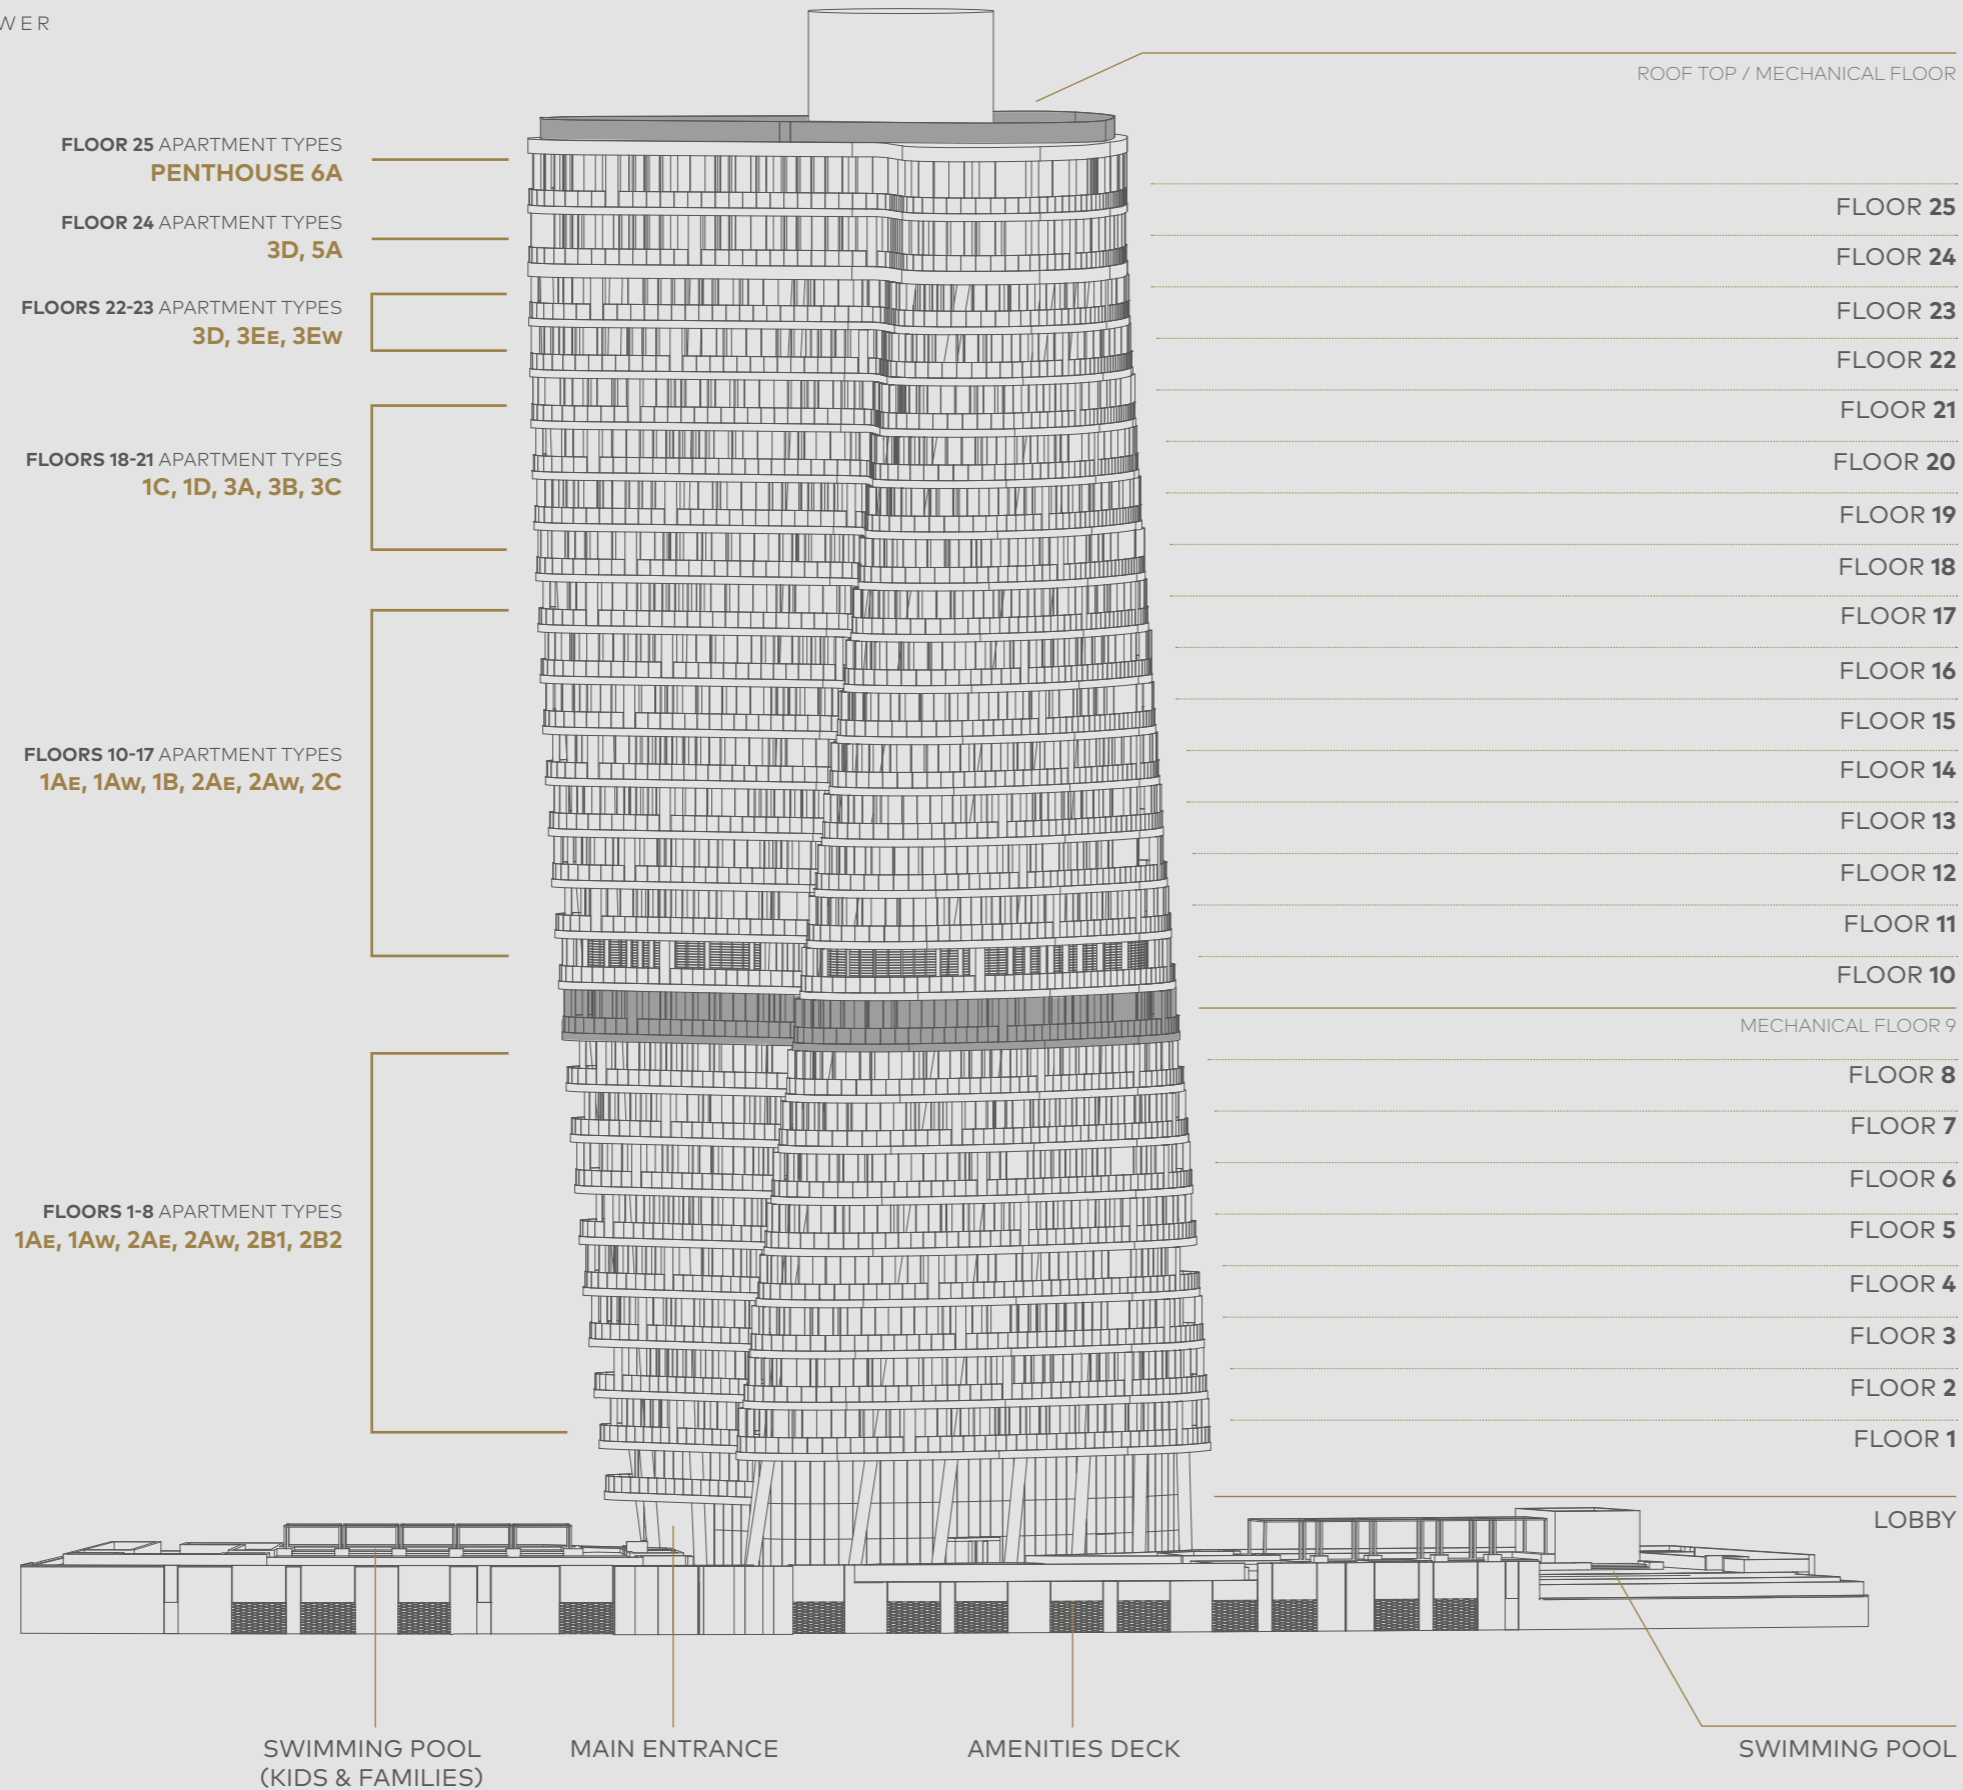 ROOF TOP / MECHANICAL FLOOR
FLOOR 25 APARTMENT TYPES
PENTHOUSE 6A
FLOOR 24 APARTMENT TYPES
3D, 5A
FLOORS 22-23 APARTMENT TYPES
3D, 3EE, 3EW
FLOORS 18-21 APARTMENT TYPES
1C, 1D, 3A, 3B, 3C
FLOORS 10-17 APARTMENT TYPES
1AE, 1AW, 1B, 2AE, 2AW, 2C
FLOORS 1-8 APARTMENT TYPES
1AE, 1AW, 2AE, 2AW, 2B1, 2B2
FLOOR 25
FLOOR 24
FLOOR 23
FLOOR 22
FLOOR 21
FLOOR 20
FLOOR 19
FLOOR 18
FLOOR 17
FLOOR 16
FLOOR 15
FLOOR 14
FLOOR 13
FLOOR 12
FLOOR 11
FLOOR 10
MECHANICAL FLOOR 9
FLOOR 8
FLOOR 7
FLOOR 6
FLOOR 5
FLOOR 4
FLOOR 3
FLOOR 2
FLOOR 1
LOBBY
SWIMMING POOL
(KIDS & FAMILIES)
MAIN ENTRANCE
AMENITIES DECK
SWIMMING POOL